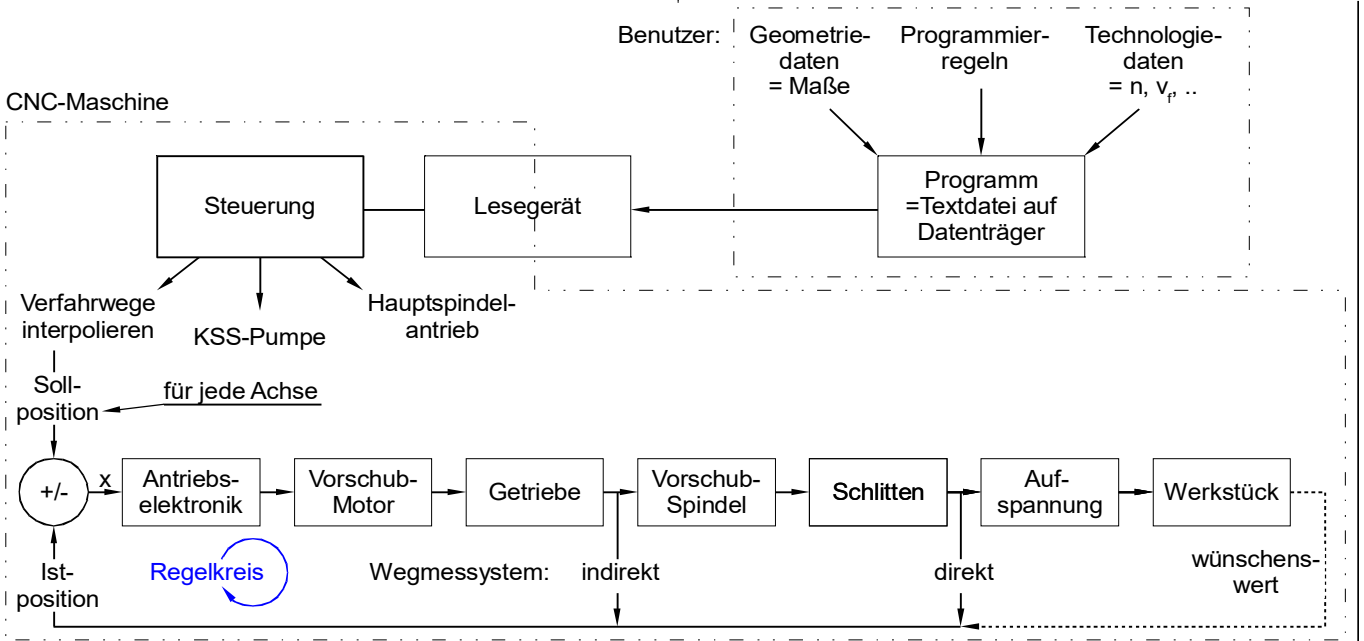 Benutzer:
Geometrie-
daten
= Maße
Programmier-
regeln
Technologie-
daten
= n, vf, ..
CNC-Maschine
Steuerung
Lesegerät
Programm
=Textdatei auf
Datenträger
Verfahrwege
interpolieren
KSS-Pumpe
Hauptspindel-
antrieb
Soll-
position
für jede Achse
+/-
x
Antriebs-
elektronik
Vorschub-
Motor
Getriebe
Vorschub-
Spindel
Schlitten
Auf-
spannung
Werkstück
Ist-
position
Regelkreis
Wegmessystem:
indirekt
direkt
wünschens-
wert